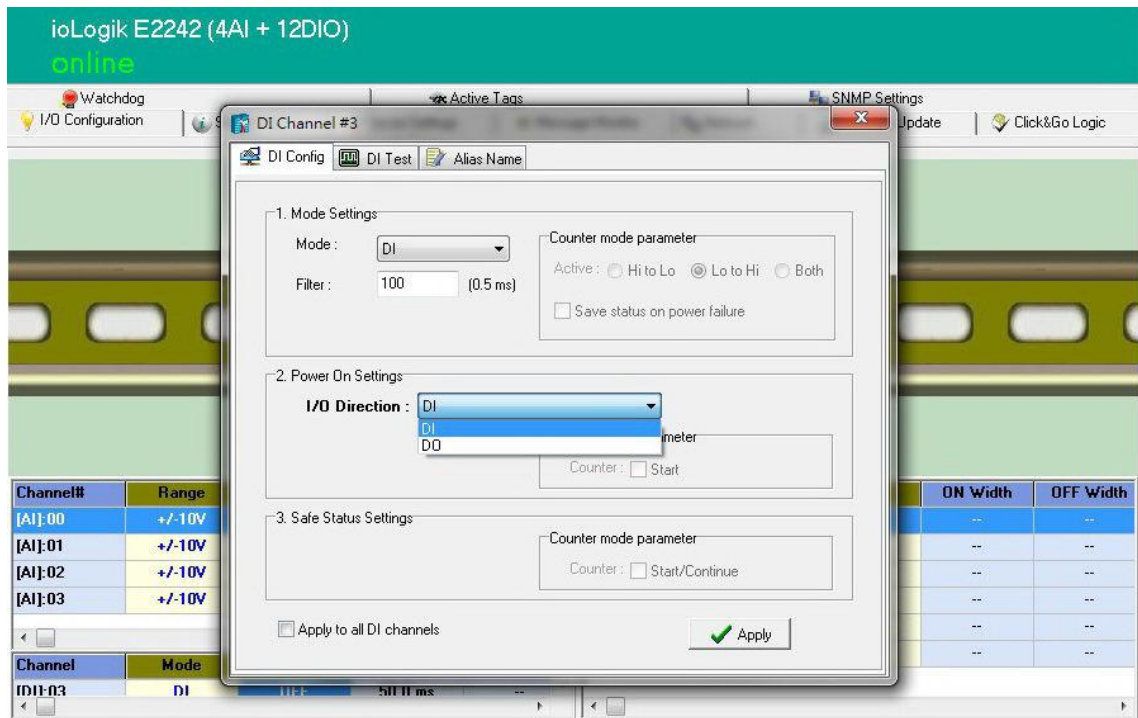 ioLogik E2242 (4AI + 12DIO)
online
Watchdog Active Tags SNMP Settings
I/O Configuration S Update Click&Go Logic
DI Channel #3
DI Config DI Test Alias Name
1. Mode Settings
Mode : DI
Filter : 100 (0.5 ms)
Counter mode parameter
Active : Hi to Lo Lo to Hi Both
Save status on power failure
2. Power On Settings
I/O Direction : DI
DI
DO
meter
Counter : Start
3. Safe Status Settings
Counter mode parameter
Counter : Start/Continue
Apply to all DI channels
Apply
Channel# Range
[AI]:00 +/-10V
[AI]:01 +/-10V
[AI]:02 +/-10V
[AI]:03 +/-10V
Channel Mode
[DI]:03 DI OFF 50.0 ms --
ON Width OFF Width
-- --
-- --
-- --
-- --
-- --
-- --